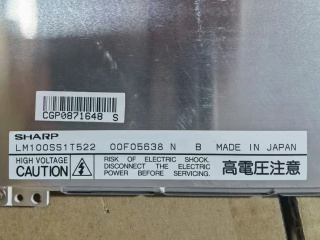 CGP0871648 S
SHARP
LM100SS1T522 00F05638 N B MADE IN JAPAN
HIGH VOLTAGE
CAUTION
RISK OF ELECTRIC SHOCK.
DISCONNECT THE ELECTRIC
POWER BEFORE SERVICING.
高電圧注意